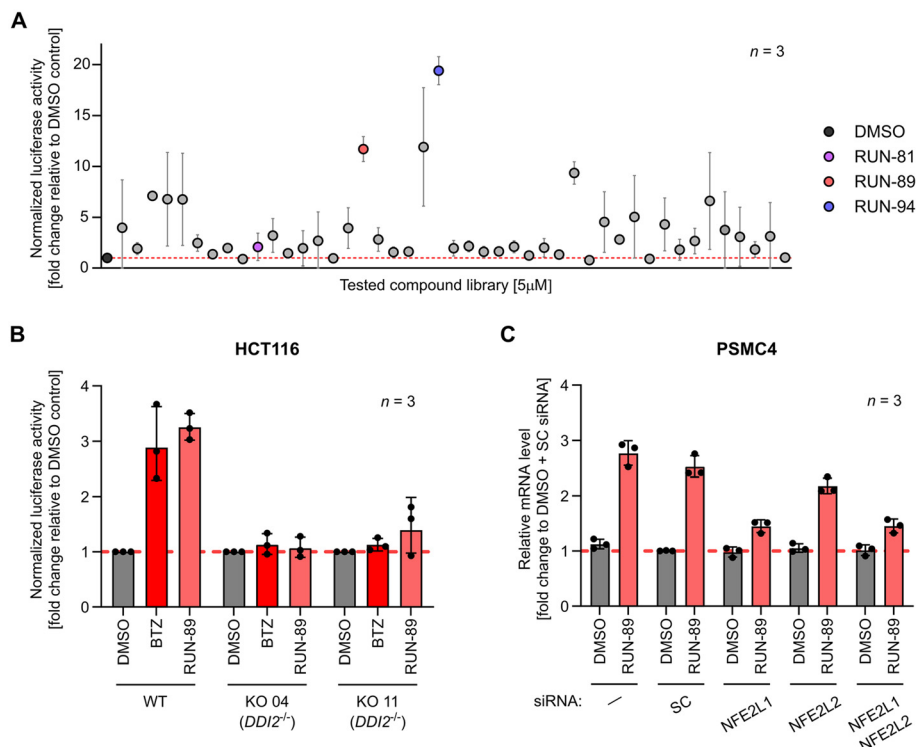 A
Normalized luciferase activity
[fold change relative to DMSO control]
20
15
10
5
0
n = 3
Tested compound library [5μM]
DMSO
RUN-81
RUN-89
RUN-94
B
HCT116
Normalized luciferase activity
[fold change relative to DMSO control]
4
3
2
1
0
n = 3
DMSO
BTZ
RUN-89
DMSO
BTZ
RUN-89
DMSO
BTZ
RUN-89
WT
KO 04
(DDI2-/-)
KO 11
(DDI2-/-)
C
PSMC4
Relative mRNA level
[fold change to DMSO + SC siRNA]
4
3
2
1
0
n = 3
DMSO
RUN-89
DMSO
RUN-89
DMSO
RUN-89
DMSO
RUN-89
DMSO
RUN-89
siRNA:
–
SC
NFE2L1
NFE2L2
NFE2L1
NFE2L2